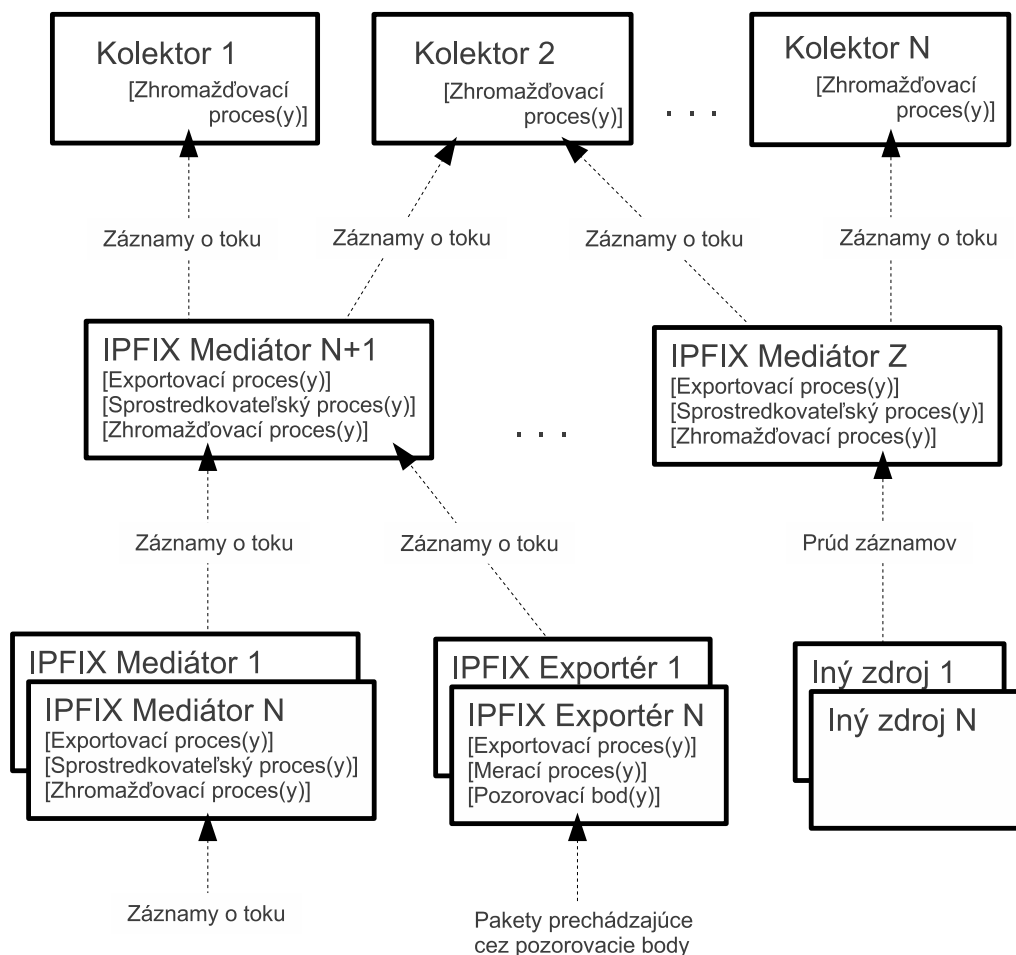 Kolektor 1
[Zhromažďovací
proces(y)]
Kolektor 2
[Zhromažďovací
proces(y)]
. . .
Kolektor N
[Zhromažďovací
proces(y)]
Záznamy o toku
Záznamy o toku
Záznamy o toku
Záznamy o toku
IPFIX Mediátor N+1
[Exportovací proces(y)]
[Sprostredkovateľský proces(y)]
[Zhromažďovací proces(y)]
. . .
IPFIX Mediátor Z
[Exportovací proces(y)]
[Sprostredkovateľský proces(y)]
[Zhromažďovací proces(y)]
Záznamy o toku
Záznamy o toku
Prúd záznamov
IPFIX Mediátor 1
IPFIX Mediátor N
[Exportovací proces(y)]
[Sprostredkovateľský proces(y)]
[Zhromažďovací proces(y)]
IPFIX Exportér 1
IPFIX Exportér N
[Exportovací proces(y)]
[Merací proces(y)]
[Pozorovací bod(y)]
Iný zdroj 1
Iný zdroj N
Záznamy o toku
Pakety prechádzajúce
cez pozorovacie body